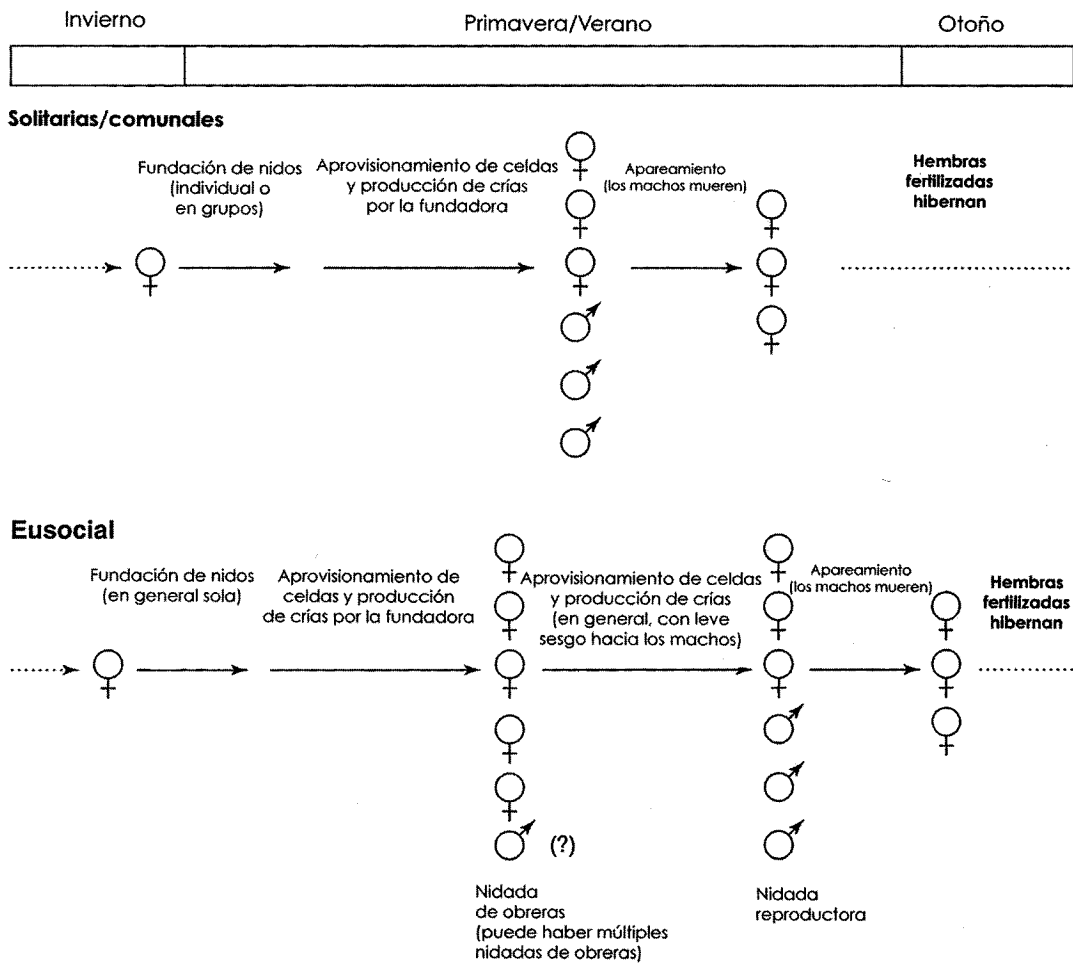 Invierno
Primavera/Verano
Otoño
Solitarias/comunales
Fundación de nidos
(individual o
en grupos)
Aprovisionamiento de celdas
y producción de crías
por la fundadora
Apareamiento
(los machos mueren)
Hembras
fertilizadas
hibernan
Eusocial
Fundación de nidos
(en general sola)
Aprovisionamiento de
celdas y producción
de crías por la fundadora
Aprovisionamiento de celdas
y producción de crías
(en general, con leve
sesgo hacia los machos)
Apareamiento
(los machos mueren)
Hembras
fertilizadas
hibernan
(?)
Nidada
de obreras
(puede haber múltiples
nidadas de obreras)
Nidada
reproductora